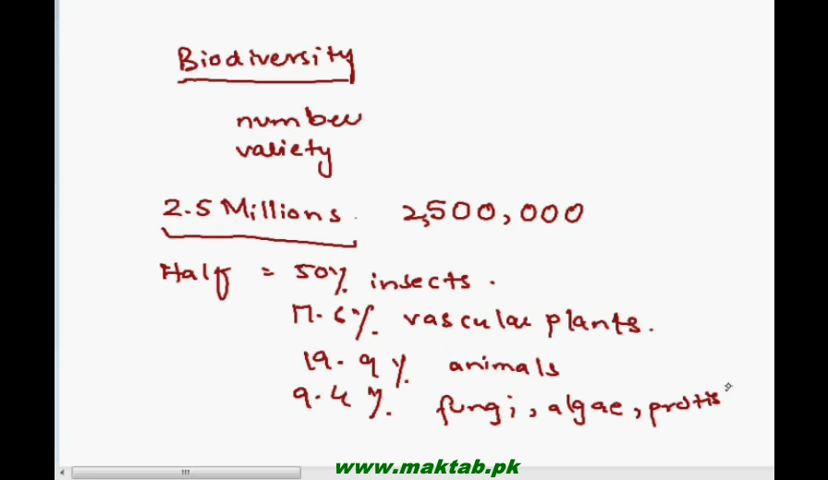 Biodiversity
number
variety
2.5 Millions. 2,500,000
Half = 50% insects.
17.6% vascular plants.
19.9% animals
9.4%. fungi, algae, protis
www.maktab.pk